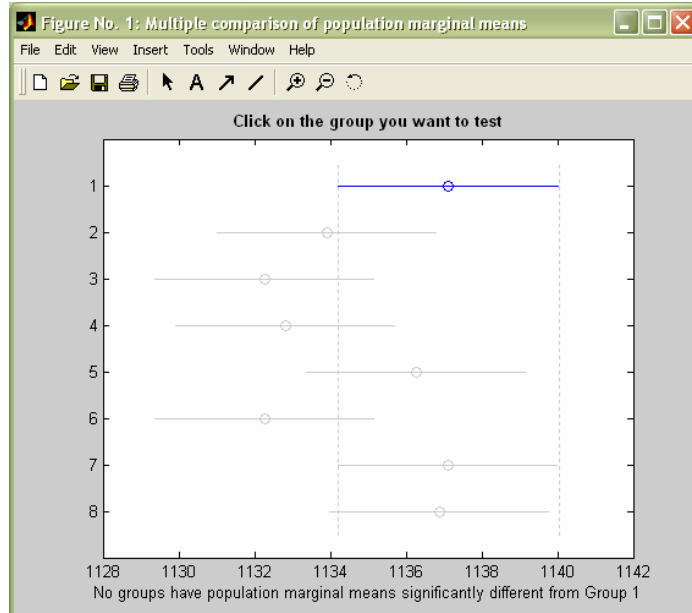 Figure No. 1: Multiple comparison of population marginal means
File Edit View Insert Tools Window Help
A
Click on the group you want to test
1
2
3
4
5
6
7
8
1128 1130 1132 1134 1136 1138 1140 1142
No groups have population marginal means significantly different from Group 1